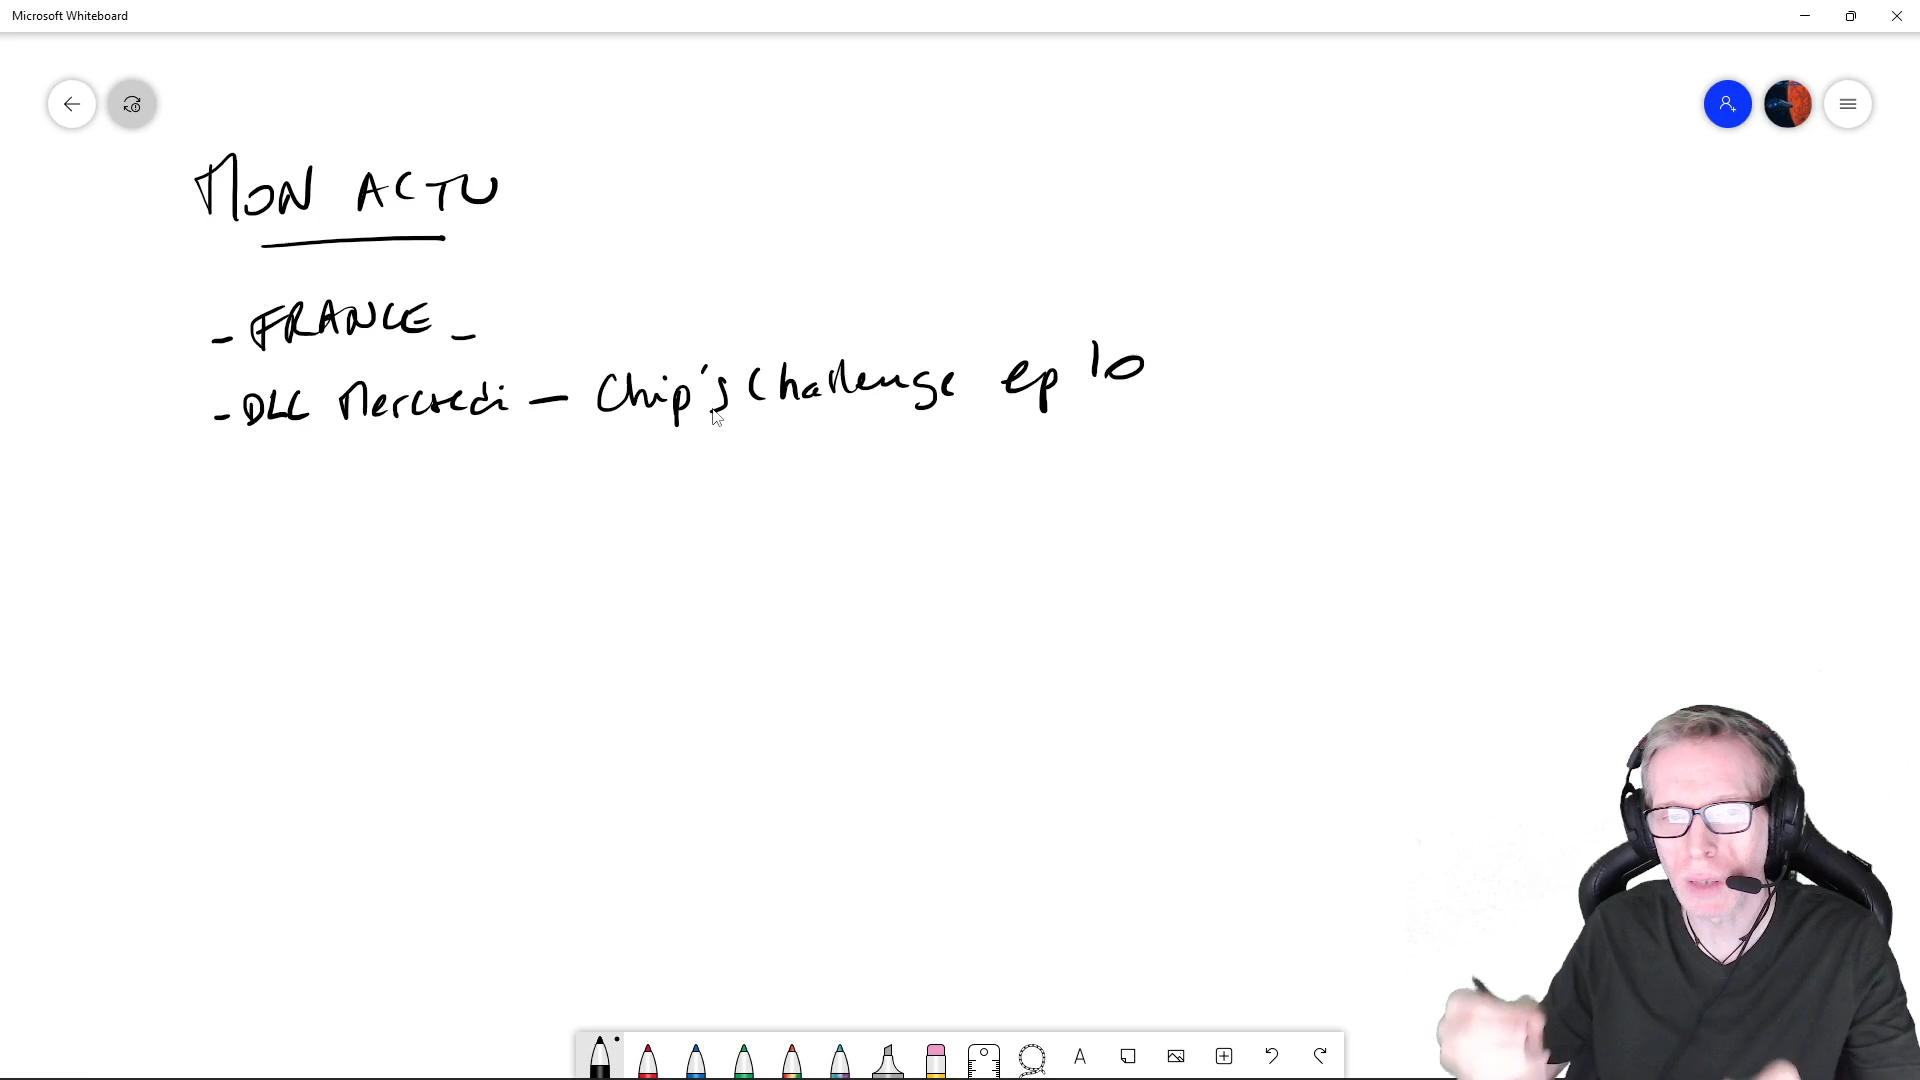 Microsoft Whiteboard
MON ACTU
- FRANCE -
- DLC Mercredi - Chip's Challenge ep 10